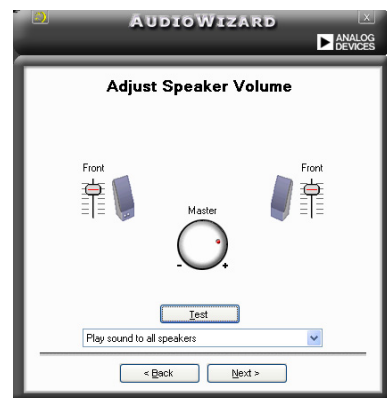 AUDIOWIZARD
X
ANALOG
DEVICES
Adjust Speaker Volume
Front
Front
Master
- +
Test
Play sound to all speakers
< Back
Next >